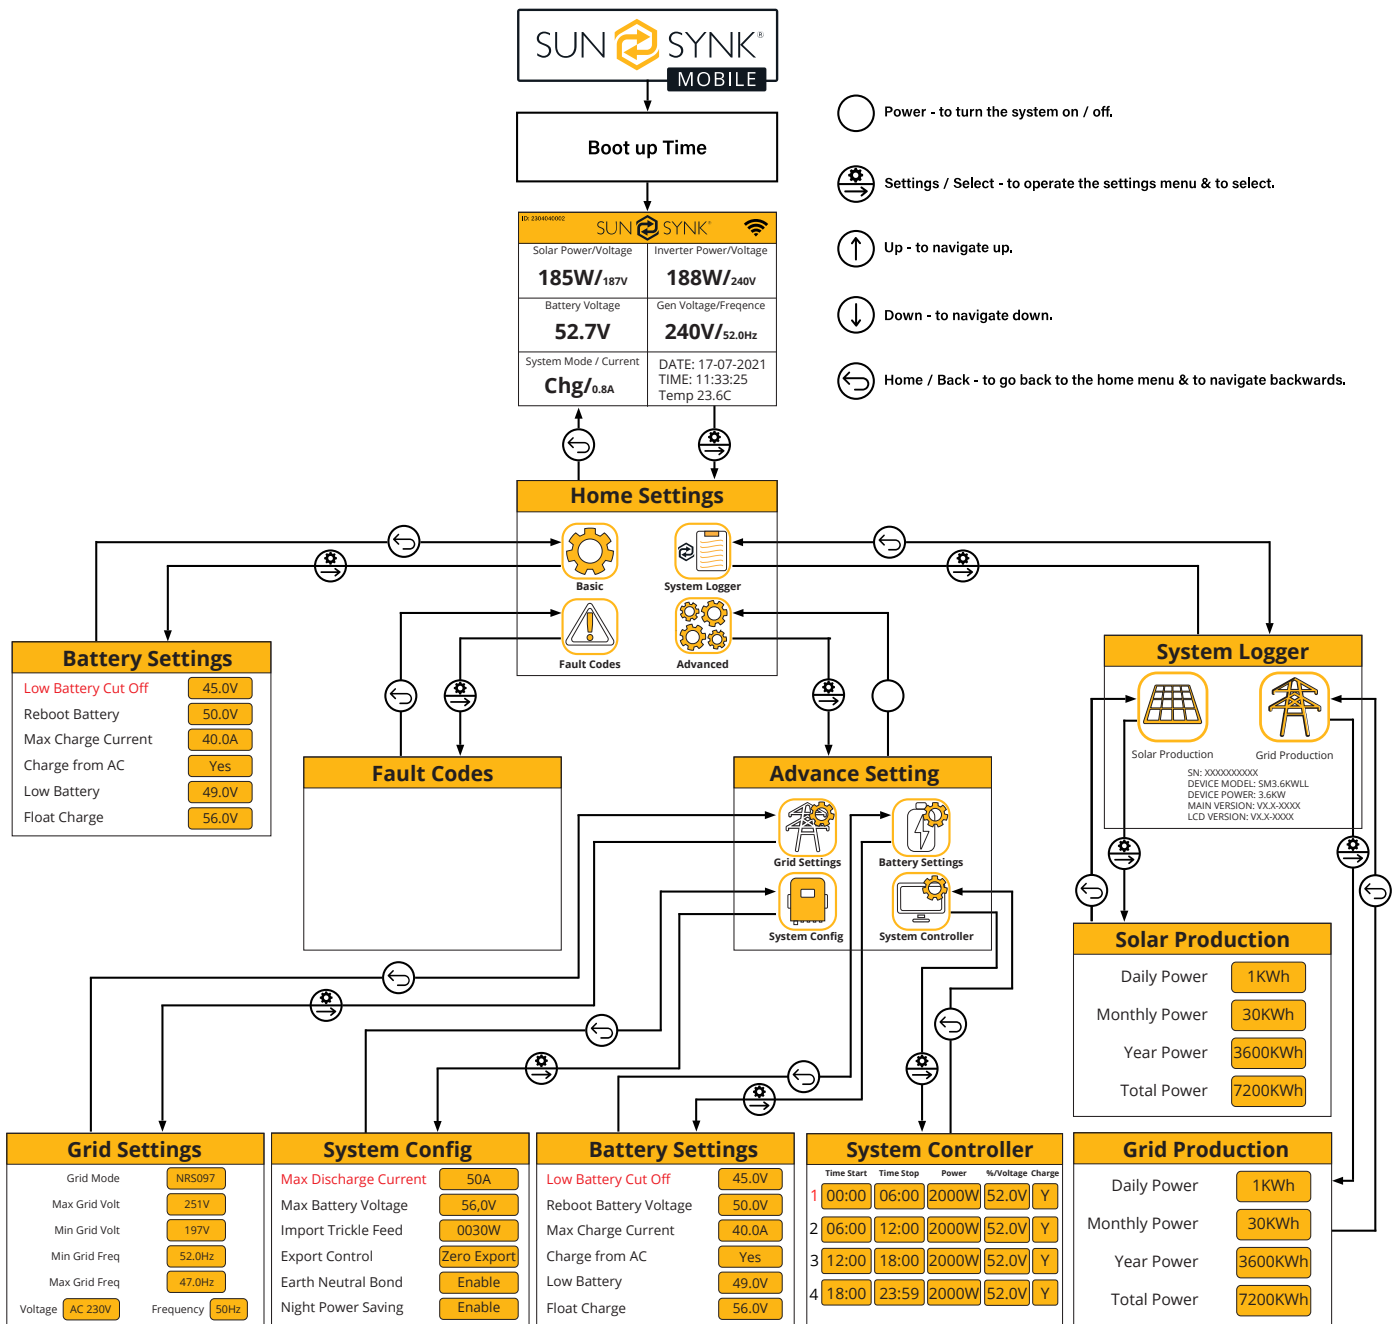 SUN SYNK®
MOBILE
Boot up Time
Power - to turn the system on / off.
Settings / Select - to operate the settings menu & to select.
Up - to navigate up.
Down - to navigate down.
Home / Back - to go back to the home menu & to navigate backwards.
ID: 2304040002
SUN SYNK®
Solar Power/Voltage
185W/187V
Inverter Power/Voltage
188W/240V
Battery Voltage
52.7V
Gen Voltage/Freqence
240V/52.0Hz
System Mode / Current
Chg/0.8A
DATE: 17-07-2021
TIME: 11:33:25
Temp 23.6C
Home Settings
Basic
System Logger
Fault Codes
Advanced
Battery Settings
Low Battery Cut Off 45.0V
Reboot Battery 50.0V
Max Charge Current 40.0A
Charge from AC Yes
Low Battery 49.0V
Float Charge 56.0V
Fault Codes
Advance Setting
Grid Settings
Battery Settings
System Config
System Controller
System Logger
Solar Production
Grid Production
SN: XXXXXXXXXX
DEVICE MODEL: SM3.6KWLL
DEVICE POWER: 3.6KW
MAIN VERSION: VX.X-XXXX
LCD VERSION: VX.X-XXXX
Solar Production
Daily Power 1KWh
Monthly Power 30KWh
Year Power 3600KWh
Total Power 7200KWh
Grid Settings
Grid Mode NRS097
Max Grid Volt 251V
Min Grid Volt 197V
Min Grid Freq 52.0Hz
Max Grid Freq 47.0Hz
Voltage AC 230V Frequency 50Hz
System Config
Max Discharge Current 50A
Max Battery Voltage 56,0V
Import Trickle Feed 0030W
Export Control Zero Export
Earth Neutral Bond Enable
Night Power Saving Enable
Battery Settings
Low Battery Cut Off 45.0V
Reboot Battery Voltage 50.0V
Max Charge Current 40.0A
Charge from AC Yes
Low Battery 49.0V
Float Charge 56.0V
System Controller
Time Start Time Stop Power %/Voltage Charge
1 00:00 06:00 2000W 52.0V Y
2 06:00 12:00 2000W 52.0V Y
3 12:00 18:00 2000W 52.0V Y
4 18:00 23:59 2000W 52.0V Y
Grid Production
Daily Power 1KWh
Monthly Power 30KWh
Year Power 3600KWh
Total Power 7200KWh